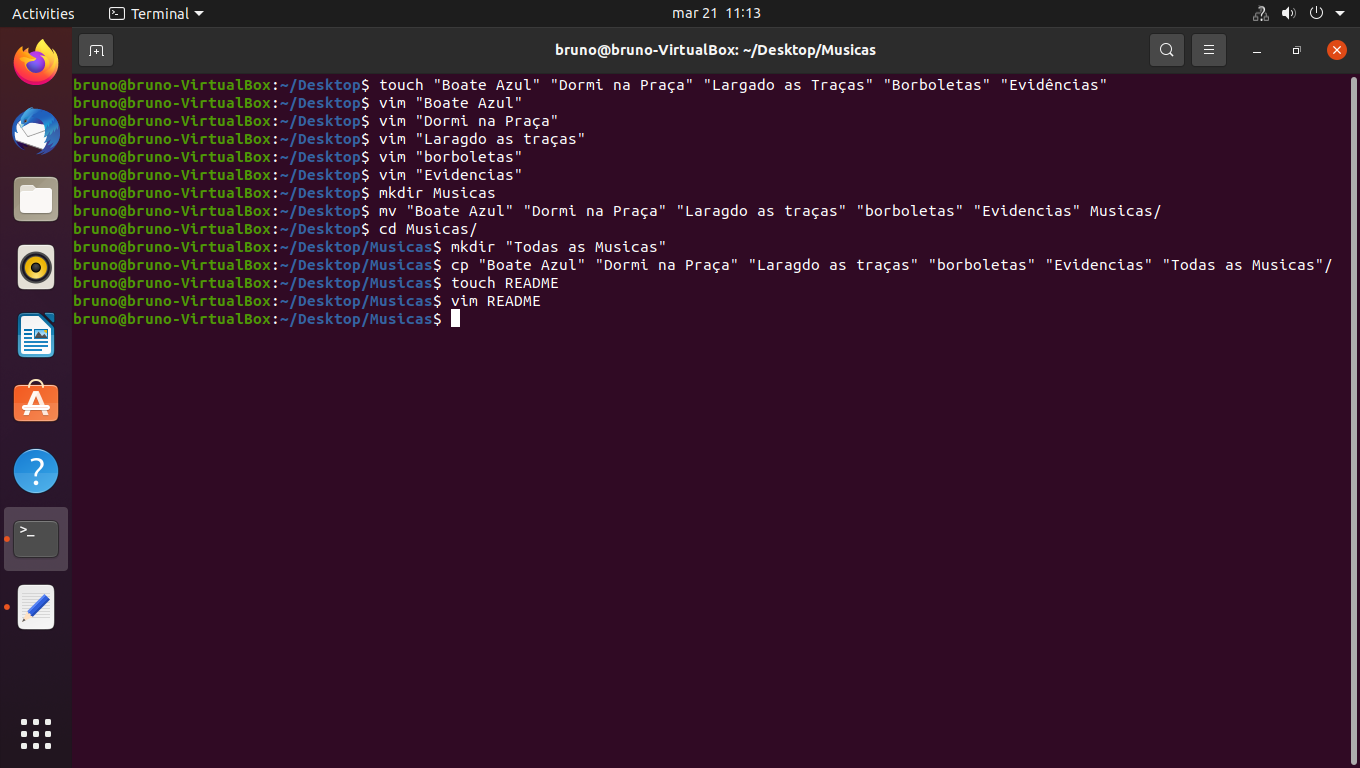 Activities Terminal mar 21 11:13
bruno@bruno-VirtualBox: ~/Desktop/Musicas
bruno@bruno-VirtualBox:~/Desktop$ touch "Boate Azul" "Dormi na Praça" "Largado as Traças" "Borboletas" "Evidências"
bruno@bruno-VirtualBox:~/Desktop$ vim "Boate Azul"
bruno@bruno-VirtualBox:~/Desktop$ vim "Dormi na Praça"
bruno@bruno-VirtualBox:~/Desktop$ vim "Laragdo as traças"
bruno@bruno-VirtualBox:~/Desktop$ vim "borboletas"
bruno@bruno-VirtualBox:~/Desktop$ vim "Evidencias"
bruno@bruno-VirtualBox:~/Desktop$ mkdir Musicas
bruno@bruno-VirtualBox:~/Desktop$ mv "Boate Azul" "Dormi na Praça" "Laragdo as traças" "borboletas" "Evidencias" Musicas/
bruno@bruno-VirtualBox:~/Desktop$ cd Musicas/
bruno@bruno-VirtualBox:~/Desktop/Musicas$ mkdir "Todas as Musicas"
bruno@bruno-VirtualBox:~/Desktop/Musicas$ cp "Boate Azul" "Dormi na Praça" "Laragdo as traças" "borboletas" "Evidencias" "Todas as Musicas"/
bruno@bruno-VirtualBox:~/Desktop/Musicas$ touch README
bruno@bruno-VirtualBox:~/Desktop/Musicas$ vim README
bruno@bruno-VirtualBox:~/Desktop/Musicas$